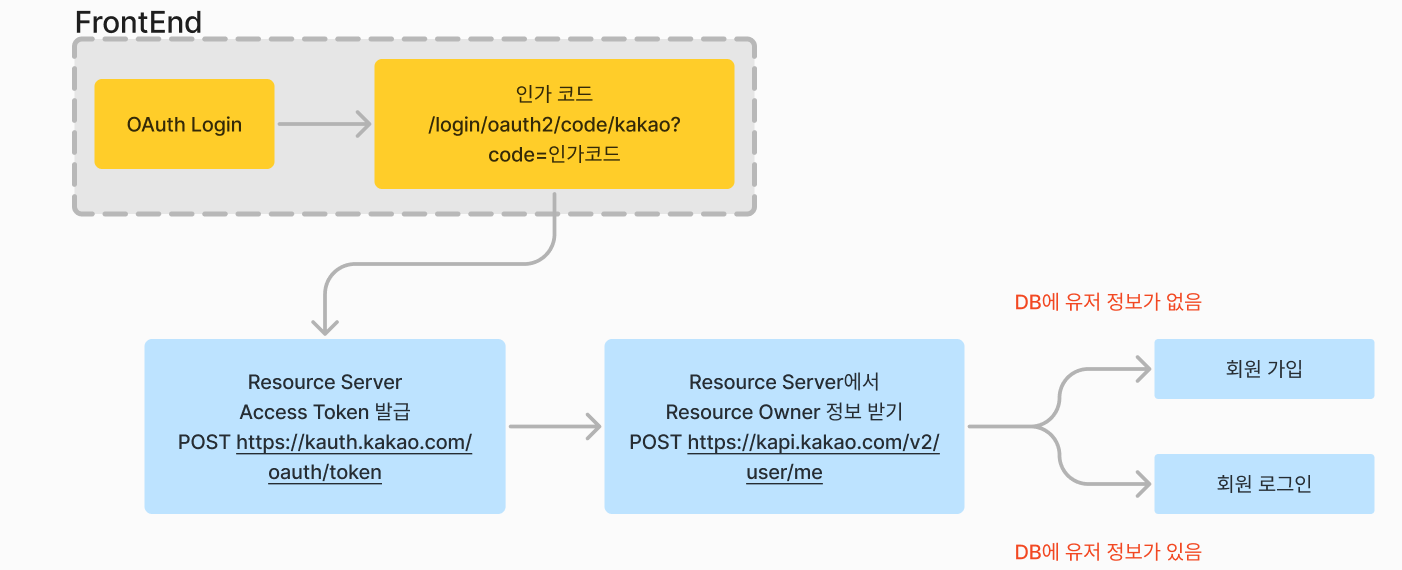 FrontEnd
OAuth Login
인가 코드
/login/oauth2/code/kakao?
code=인가코드
Resource Server
Access Token 발급
POST https://kauth.kakao.com/
oauth/token
Resource Server에서
Resource Owner 정보 받기
POST https://kapi.kakao.com/v2/
user/me
DB에 유저 정보가 없음
회원 가입
회원 로그인
DB에 유저 정보가 있음